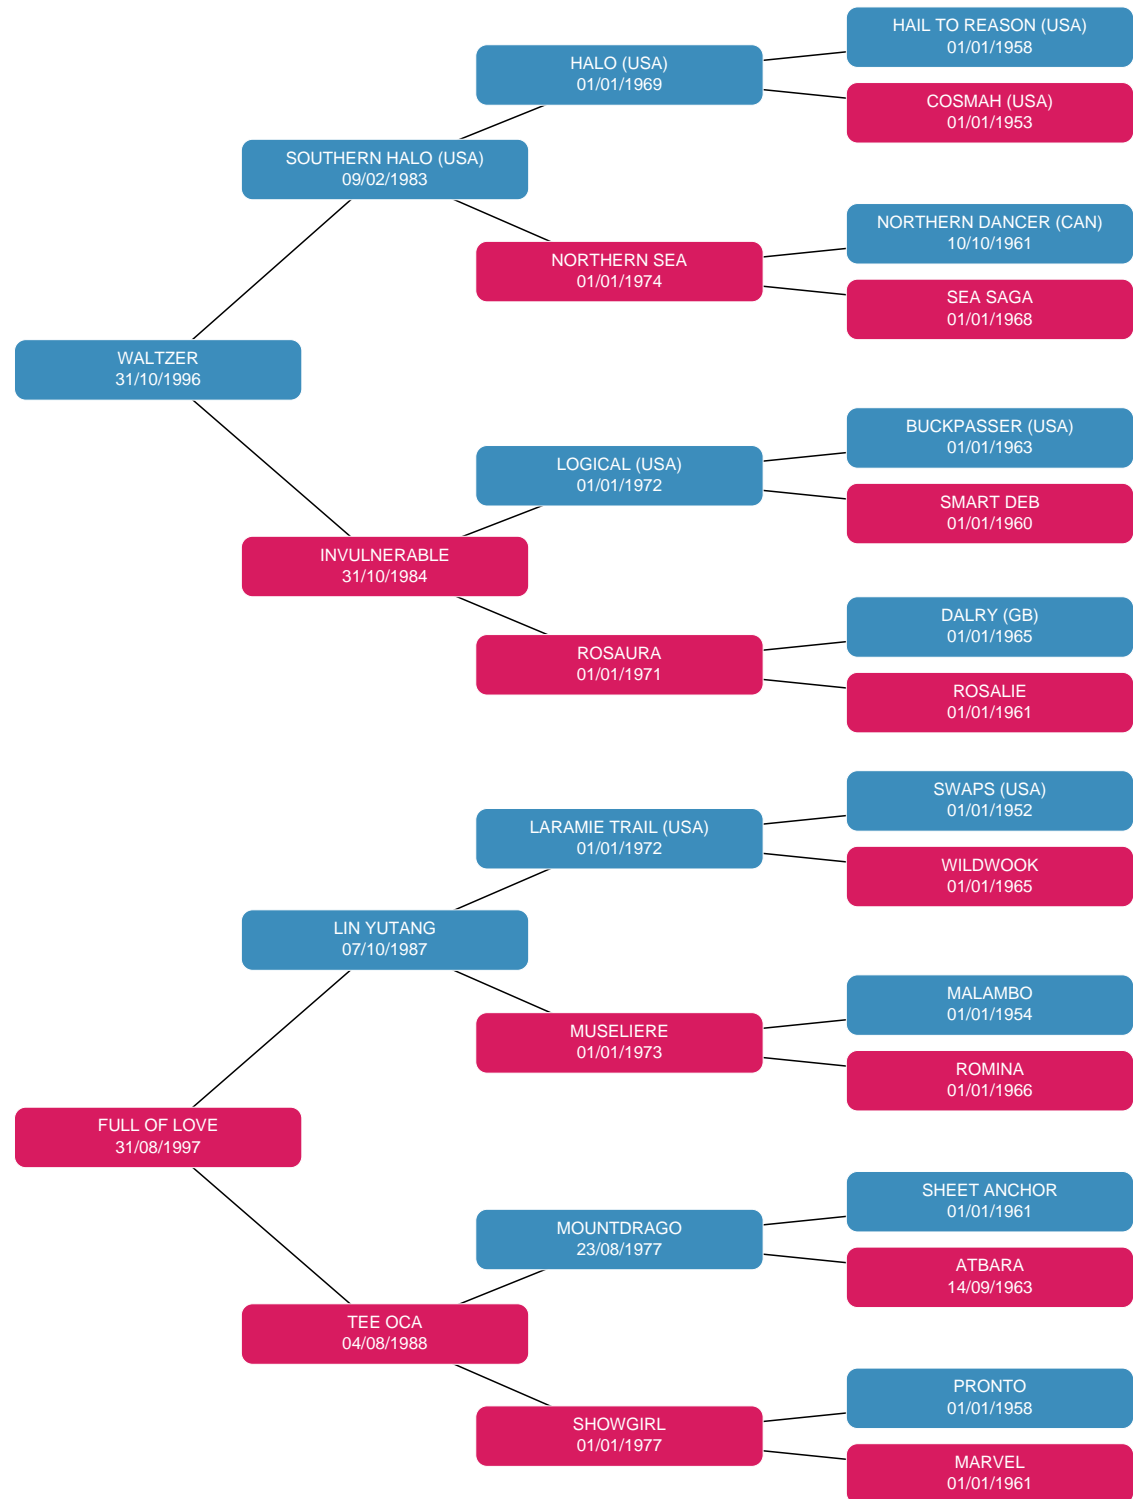 HAIL TO REASON (USA)
01/01/1958
HALO (USA)
01/01/1969
COSMAH (USA)
01/01/1953
SOUTHERN HALO (USA)
09/02/1983
NORTHERN DANCER (CAN)
10/10/1961
NORTHERN SEA
01/01/1974
SEA SAGA
01/01/1968
WALTZER
31/10/1996
BUCKPASSER (USA)
01/01/1963
LOGICAL (USA)
01/01/1972
SMART DEB
01/01/1960
INVULNERABLE
31/10/1984
DALRY (GB)
01/01/1965
ROSAURA
01/01/1971
ROSALIE
01/01/1961
SWAPS (USA)
01/01/1952
LARAMIE TRAIL (USA)
01/01/1972
WILDWOOK
01/01/1965
LIN YUTANG
07/10/1987
MALAMBO
01/01/1954
MUSELIERE
01/01/1973
ROMINA
01/01/1966
FULL OF LOVE
31/08/1997
SHEET ANCHOR
01/01/1961
MOUNTDRAGO
23/08/1977
ATBARA
14/09/1963
TEE OCA
04/08/1988
PRONTO
01/01/1958
SHOWGIRL
01/01/1977
MARVEL
01/01/1961